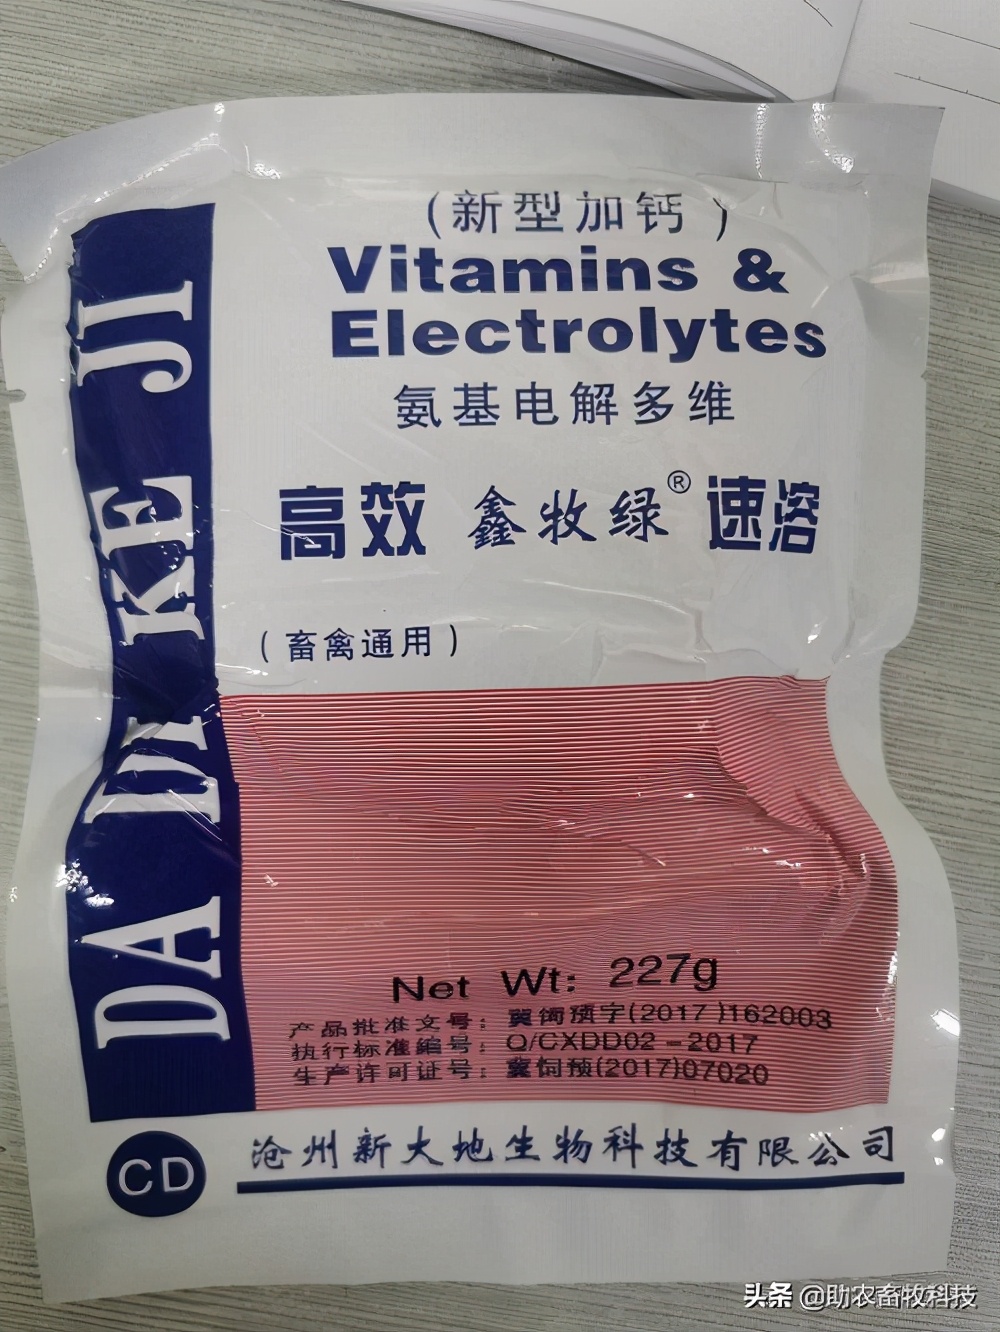 (新型加钙)
Vitamins &
Electrolytes
氨基电解多维
高效 鑫牧绿® 速溶
(畜禽通用)
DA DI KE JI
Net Wt: 227g
产品批准文号：冀饲预字(2017)162003
执行标准编号：Q/CXDD02-2017
生产许可证号：冀饲预(2017)07020
CD
沧州新大地生物科技有限公司
头条 @助农畜牧科技